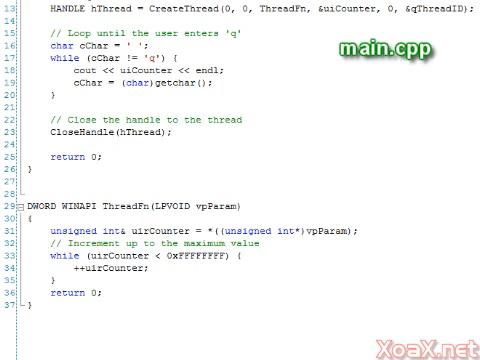 13 HANDLE hThread = CreateThread(0, 0, ThreadFn, &uiCounter, 0, &qThreadID);
14
15 // Loop until the user enters 'q'
16 char cChar = ' ';
17 while (cChar != 'q') {
18 cout << uiCounter << endl;
19 cChar = (char)getchar();
20 }
21
22 // Close the handle to the thread
23 CloseHandle(hThread);
24
25 return 0;
26 }
27
28
29 DWORD WINAPI ThreadFn(LPVOID vpParam)
30 {
31 unsigned int& uirCounter = *((unsigned int*)vpParam);
32 // Increment up to the maximum value
33 while (uirCounter < 0xFFFFFFFF) {
34 ++uirCounter;
35 }
36 return 0;
37 }
main.cpp
XoaX.net